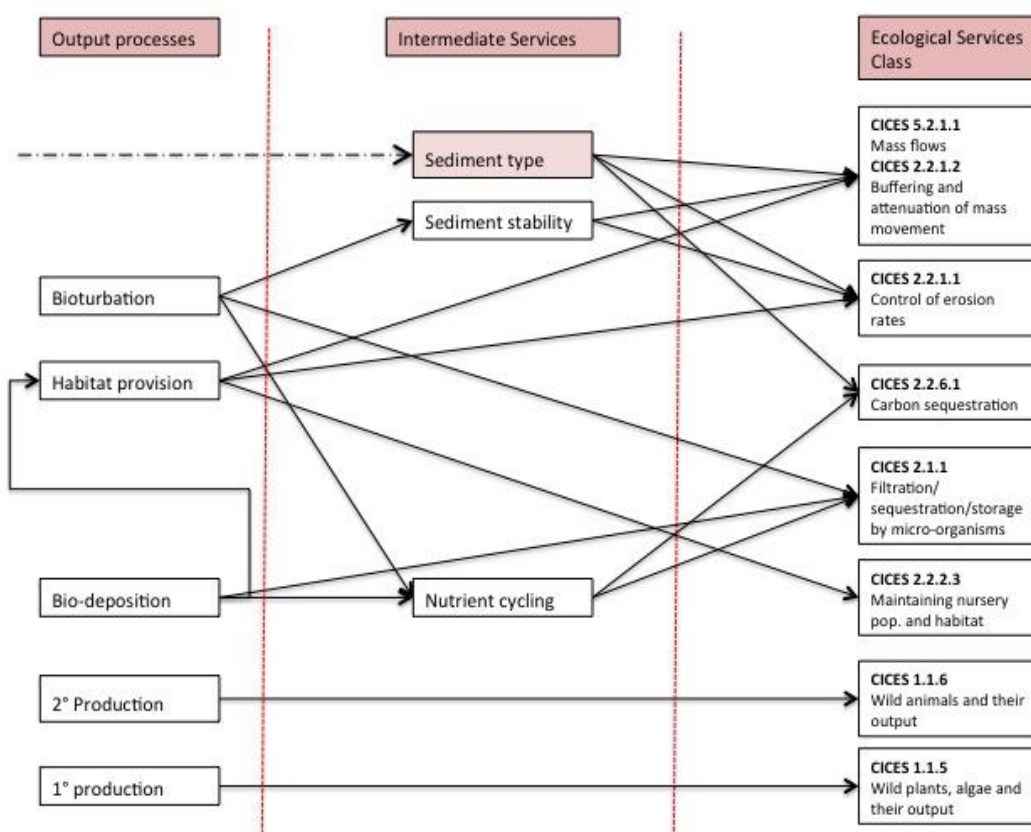 Output processes
Intermediate Services
Ecological Services
Class
Sediment type
Sediment stability
Bioturbation
Habitat provision
Bio-deposition
Nutrient cycling
2° Production
1° production
CICES 5.2.1.1
Mass flows
CICES 2.2.1.2
Buffering and
attenuation of mass
movement
CICES 2.2.1.1
Control of erosion
rates
CICES 2.2.6.1
Carbon sequestration
CICES 2.1.1
Filtration/
sequestration/storage
by micro-organisms
CICES 2.2.2.3
Maintaining nursery
pop. and habitat
CICES 1.1.6
Wild animals and their
output
CICES 1.1.5
Wild plants, algae and
their output